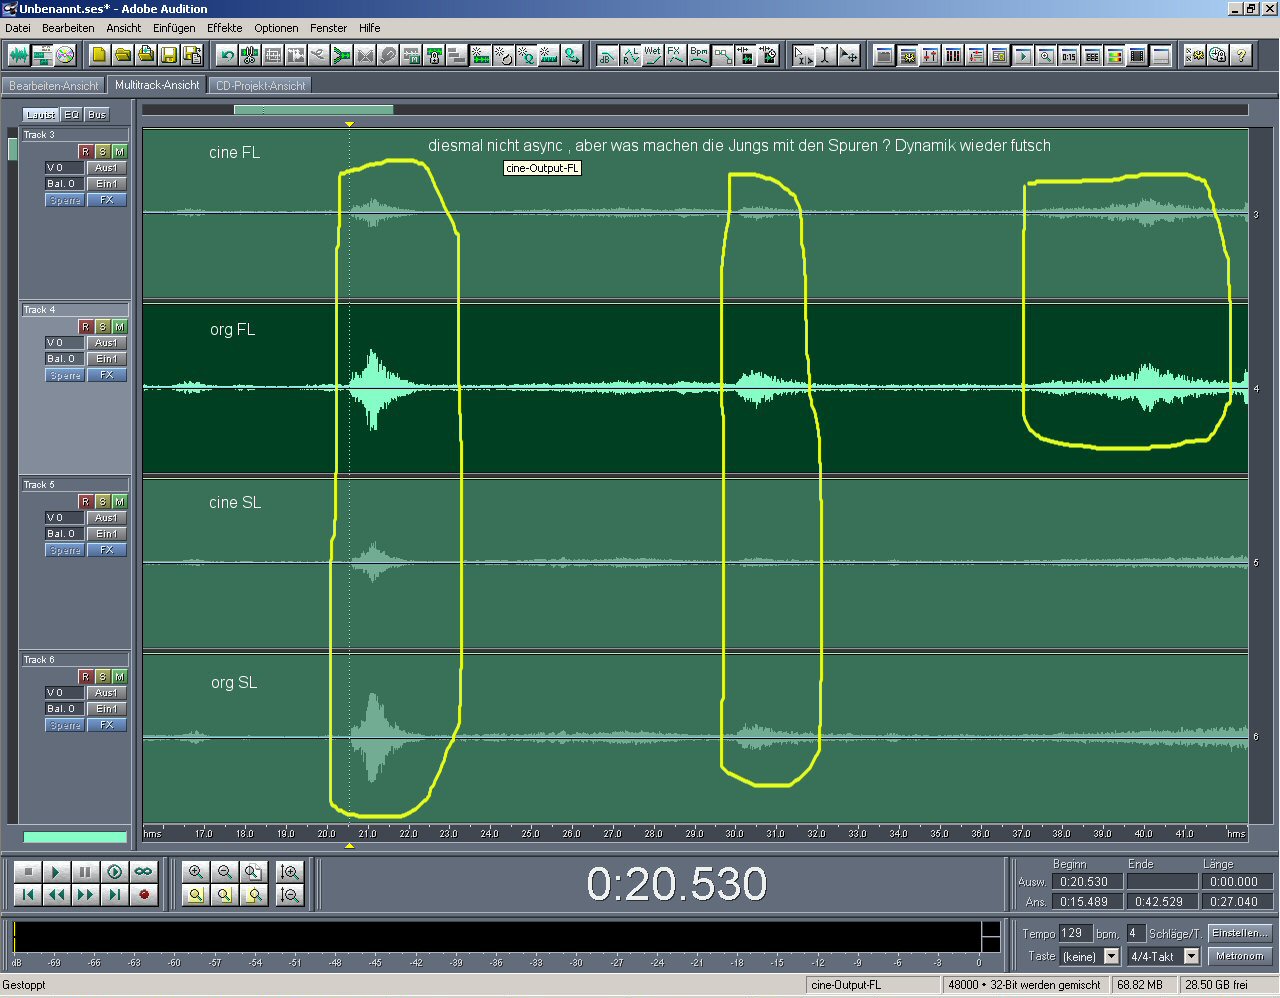 Unbenannt.ses* - Adobe Audition
Datei Bearbeiten Ansicht Einfügen Effekte Optionen Fenster Hilfe
Wet FX Bpm
Bearbeiten-Ansicht Multitrack-Ansicht CD-Projekt-Ansicht
Lautst EQ Bus
Track 3
R S M
V 0 Aus1
Bal. 0 Ein1
Sperre FX
cine FL
diesmal nicht async , aber was machen die Jungs mit den Spuren ? Dynamik wieder futsch
cine-Output-FL
3
Track 4
R S M
V 0 Aus1
Bal. 0 Ein1
Sperre FX
org FL
4
Track 5
R S M
V 0 Aus1
Bal. 0 Ein1
Sperre FX
cine SL
5
Track 6
R S M
V 0 Aus1
Bal. 0 Ein1
Sperre FX
org SL
6
hms 17.0 18.0 19.0 20.0 21.0 22.0 23.0 24.0 25.0 26.0 27.0 28.0 29.0 30.0 31.0 32.0 33.0 34.0 35.0 36.0 37.0 38.0 39.0 40.0 41.0 hms
0:20.530
Beginn Ende Länge
Ausw. 0:20.530 0:00.000
Ans. 0:15.489 0:42.529 0:27.040
dB -69 -66 -63 -60 -57 -54 -51 -48 -45 -42 -39 -36 -33 -30 -27 -24 -21 -18 -15 -12 -9 -6 -3 0
Tempo 129 bpm, 4 Schläge/T. Einstellen...
Taste (keine) 4/4-Takt Metronom
Gestoppt cine-Output-FL 48000 • 32-Bit werden gemischt 68.82 MB 28.50 GB frei